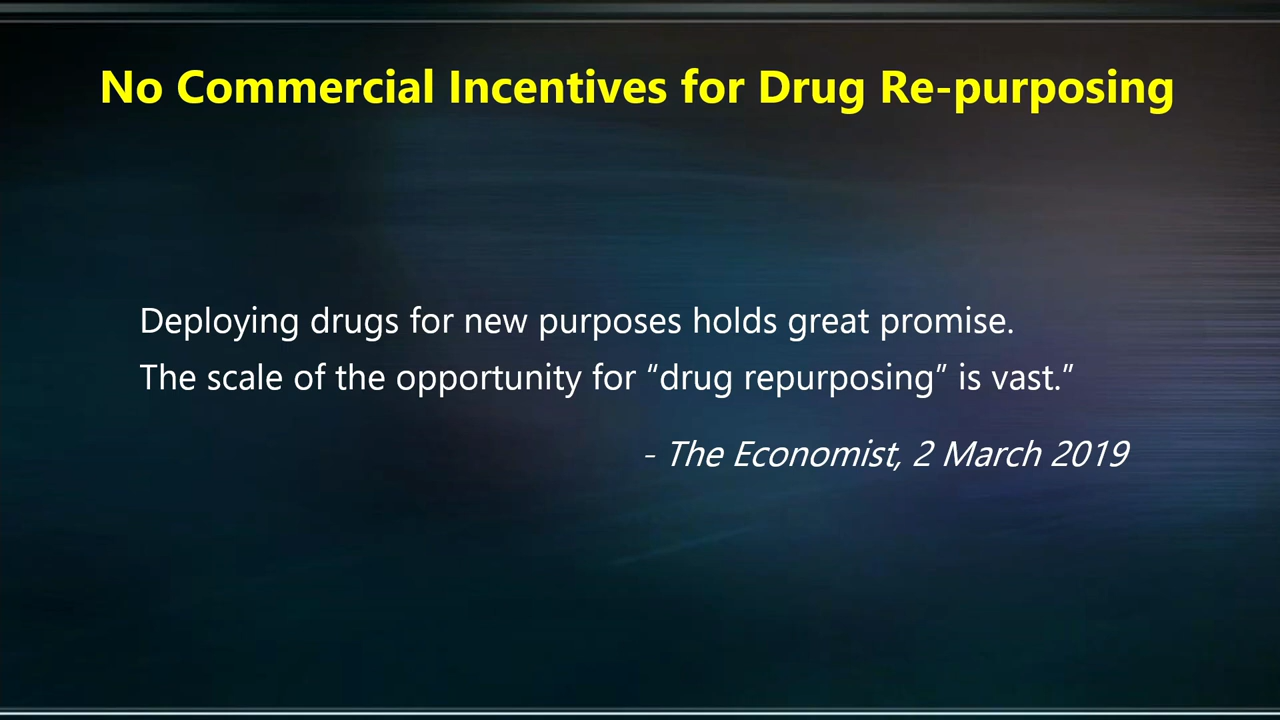 No Commercial Incentives for Drug Re-purposing
Deploying drugs for new purposes holds great promise.
The scale of the opportunity for “drug repurposing” is vast.”
- The Economist, 2 March 2019